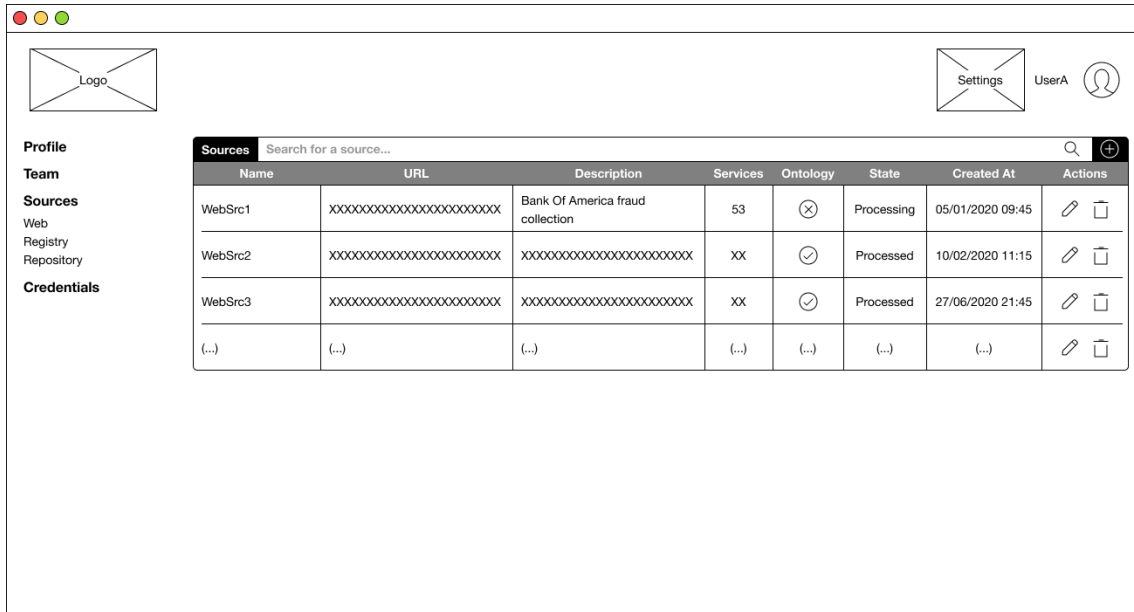 Logo
Settings
UserA
Profile
Team
Sources
Web
Registry
Repository
Credentials
Sources Search for a source...
Name URL Description Services Ontology State Created At Actions
WebSrc1 XXXXXXXXXXXXXXXXXXXXXXX Bank Of America fraud
collection 53 Processing 05/01/2020 09:45
WebSrc2 XXXXXXXXXXXXXXXXXXXXXXX XXXXXXXXXXXXXXXXXXXXXXX XX Processed 10/02/2020 11:15
WebSrc3 XXXXXXXXXXXXXXXXXXXXXXX XXXXXXXXXXXXXXXXXXXXXXX XX Processed 27/06/2020 21:45
(...) (...) (...) (...) (...) (...) (...)